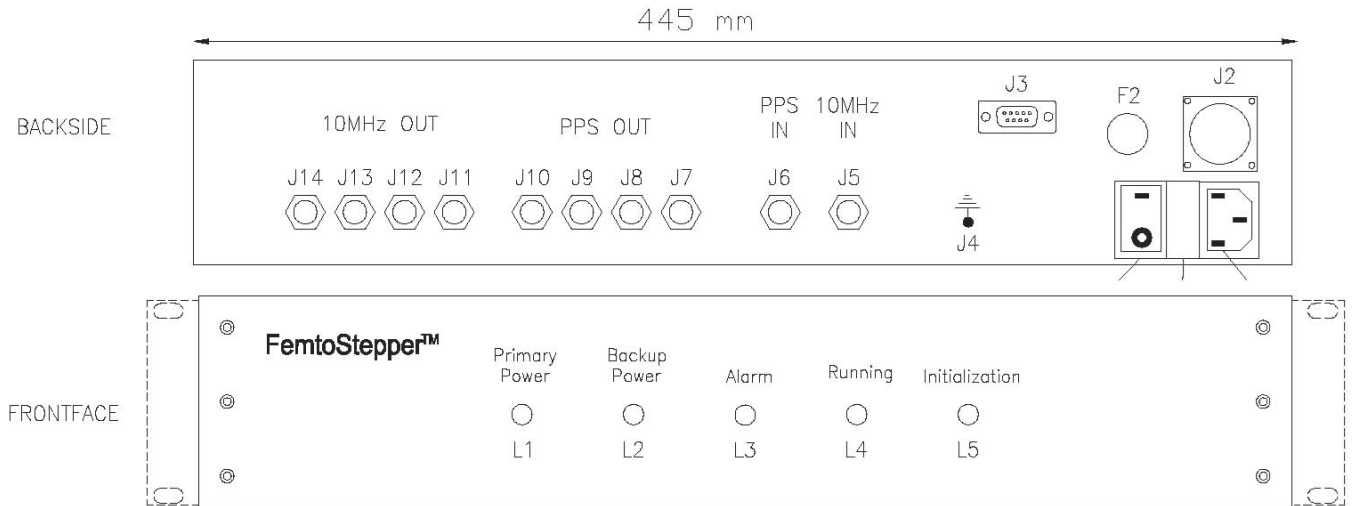 445 mm
BACKSIDE
10MHz OUT
PPS OUT
PPS
IN
10MHz
IN
J3
F2
J2
J14 J13 J12 J11
J10 J9 J8 J7
J6
J5
J4
FRONTFACE
FemtoStepper™
Primary
Power
Backup
Power
Alarm
Running
Initialization
L1
L2
L3
L4
L5